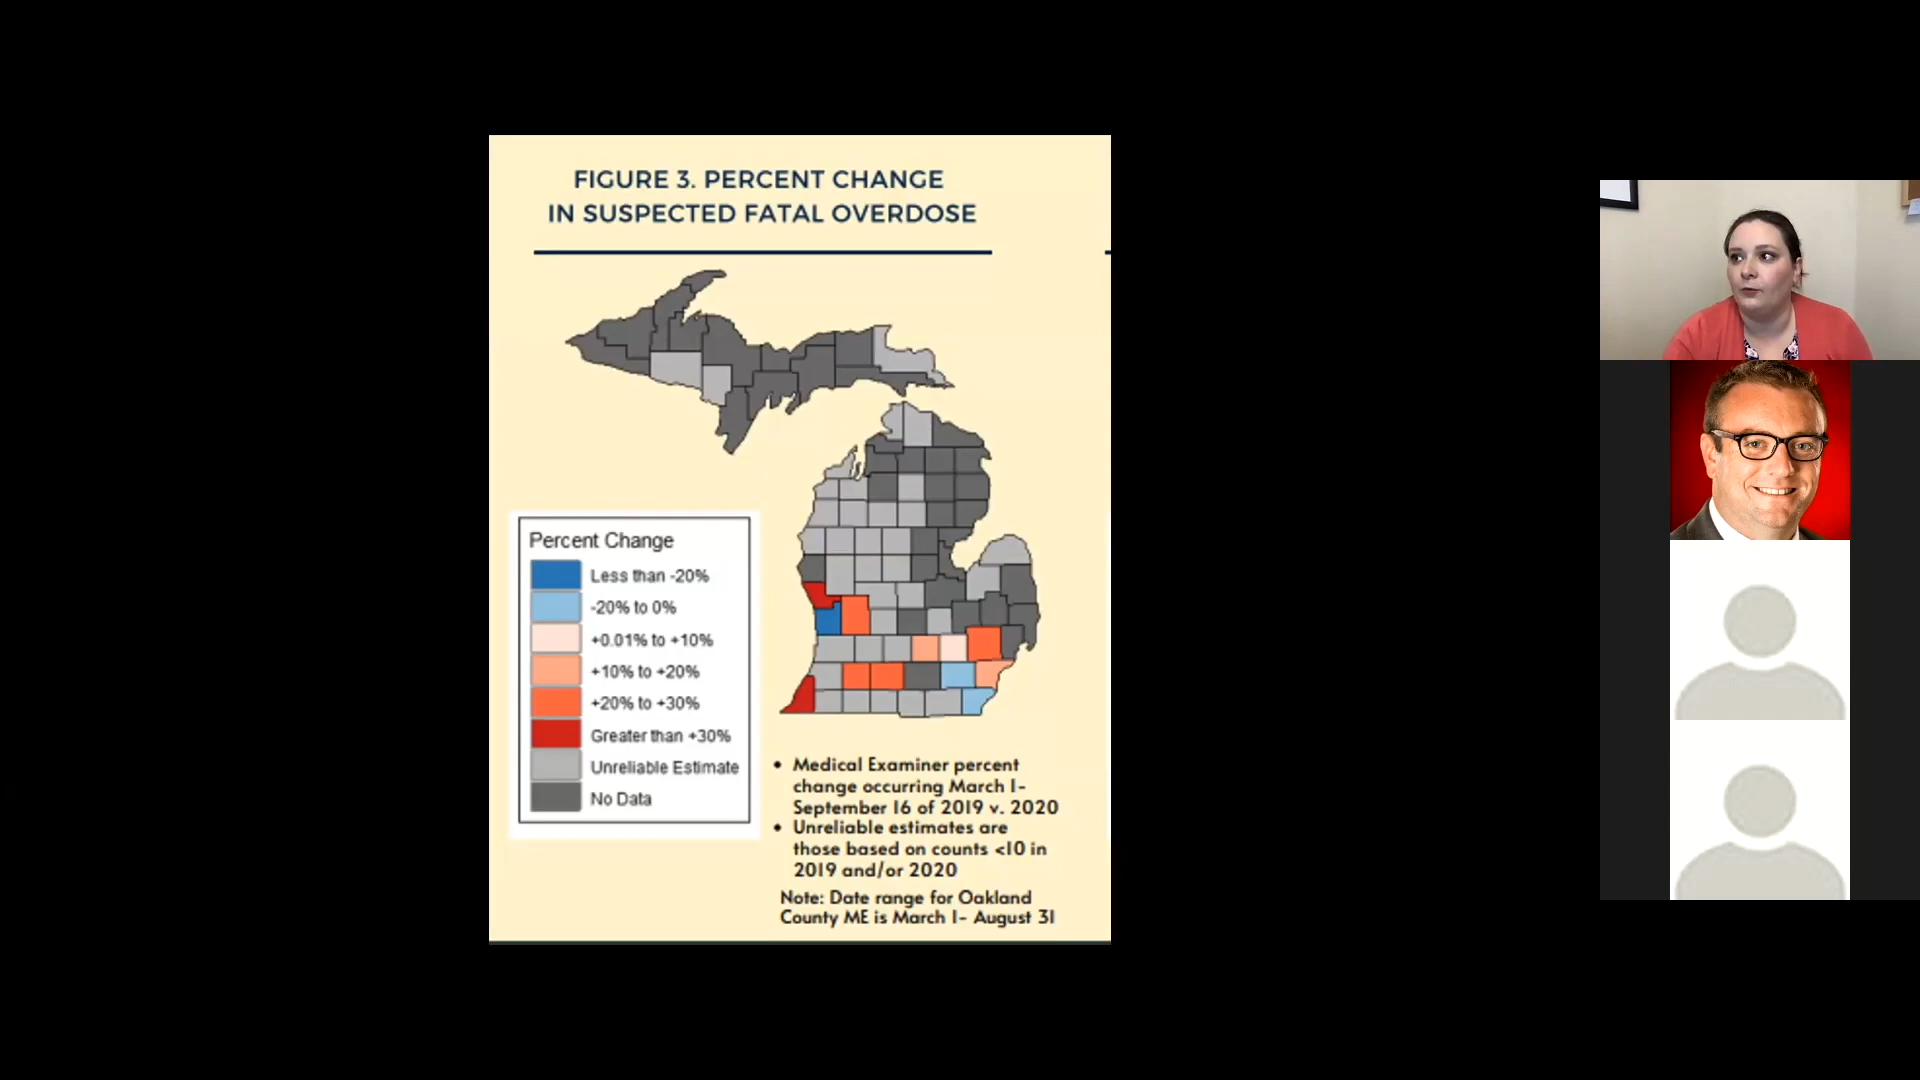 FIGURE 3. PERCENT CHANGE
IN SUSPECTED FATAL OVERDOSE
Percent Change
Less than -20%
-20% to 0%
+0.01% to +10%
+10% to +20%
+20% to +30%
Greater than +30%
Unreliable Estimate
No Data
• Medical Examiner percent
change occurring March 1-
September 16 of 2019 v. 2020
• Unreliable estimates are
those based on counts <10 in
2019 and/or 2020
Note: Date range for Oakland
County ME is March 1- August 31